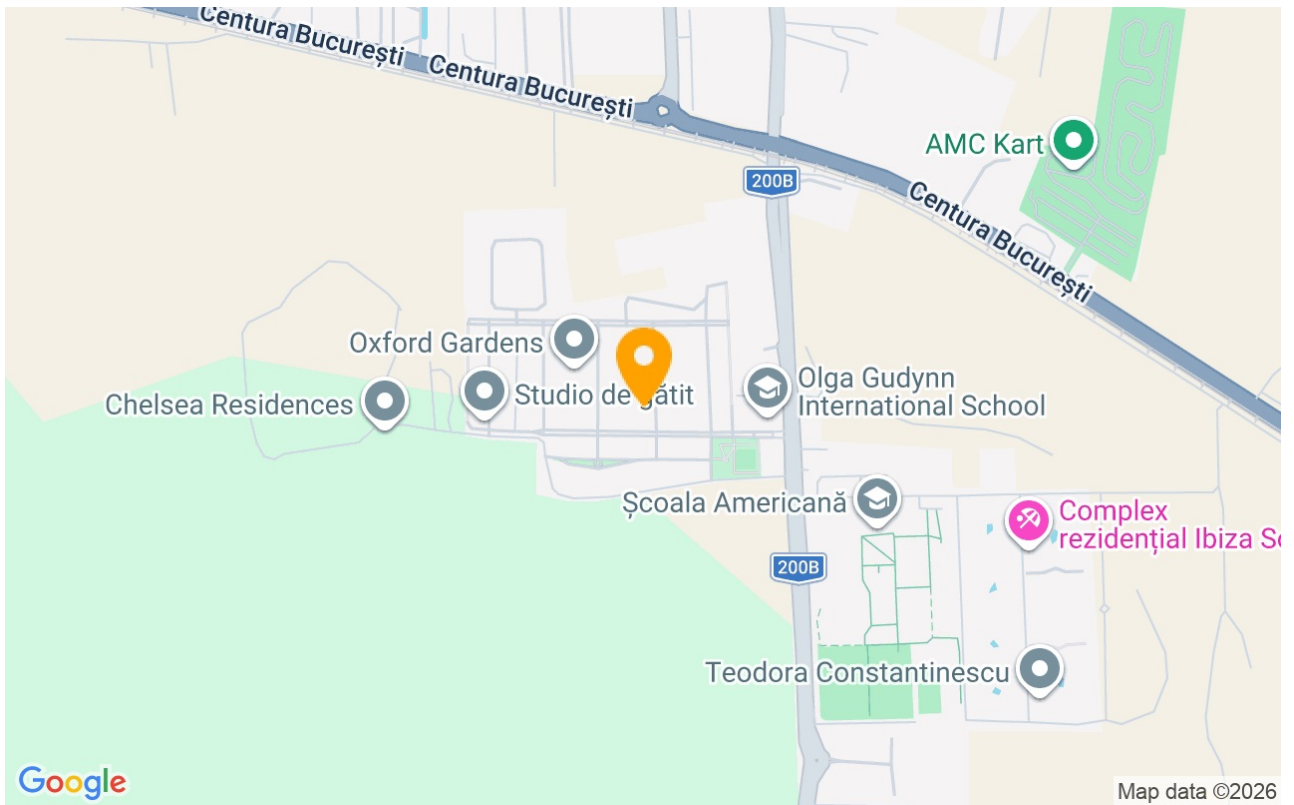 Centura București
Centura București
AMC Kart
200B
Centura București
Oxford Gardens
Studio de gătit
Olga Gudynn
International School
Chelsea Residences
Școala Americană
Complex
rezidențial Ibiza So
200B
Teodora Constantinescu
Google
Map data ©2026